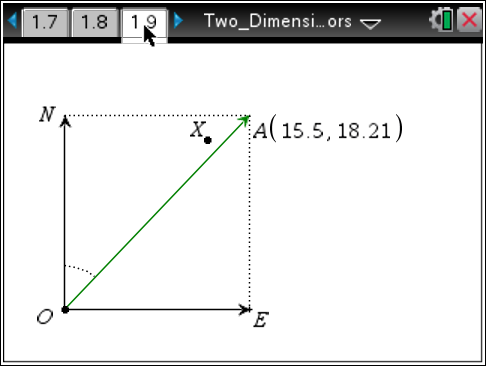 1.7 1.8 1.9 Two_Dimensi...ors
N
X
A(15.5, 18.21)
O
E